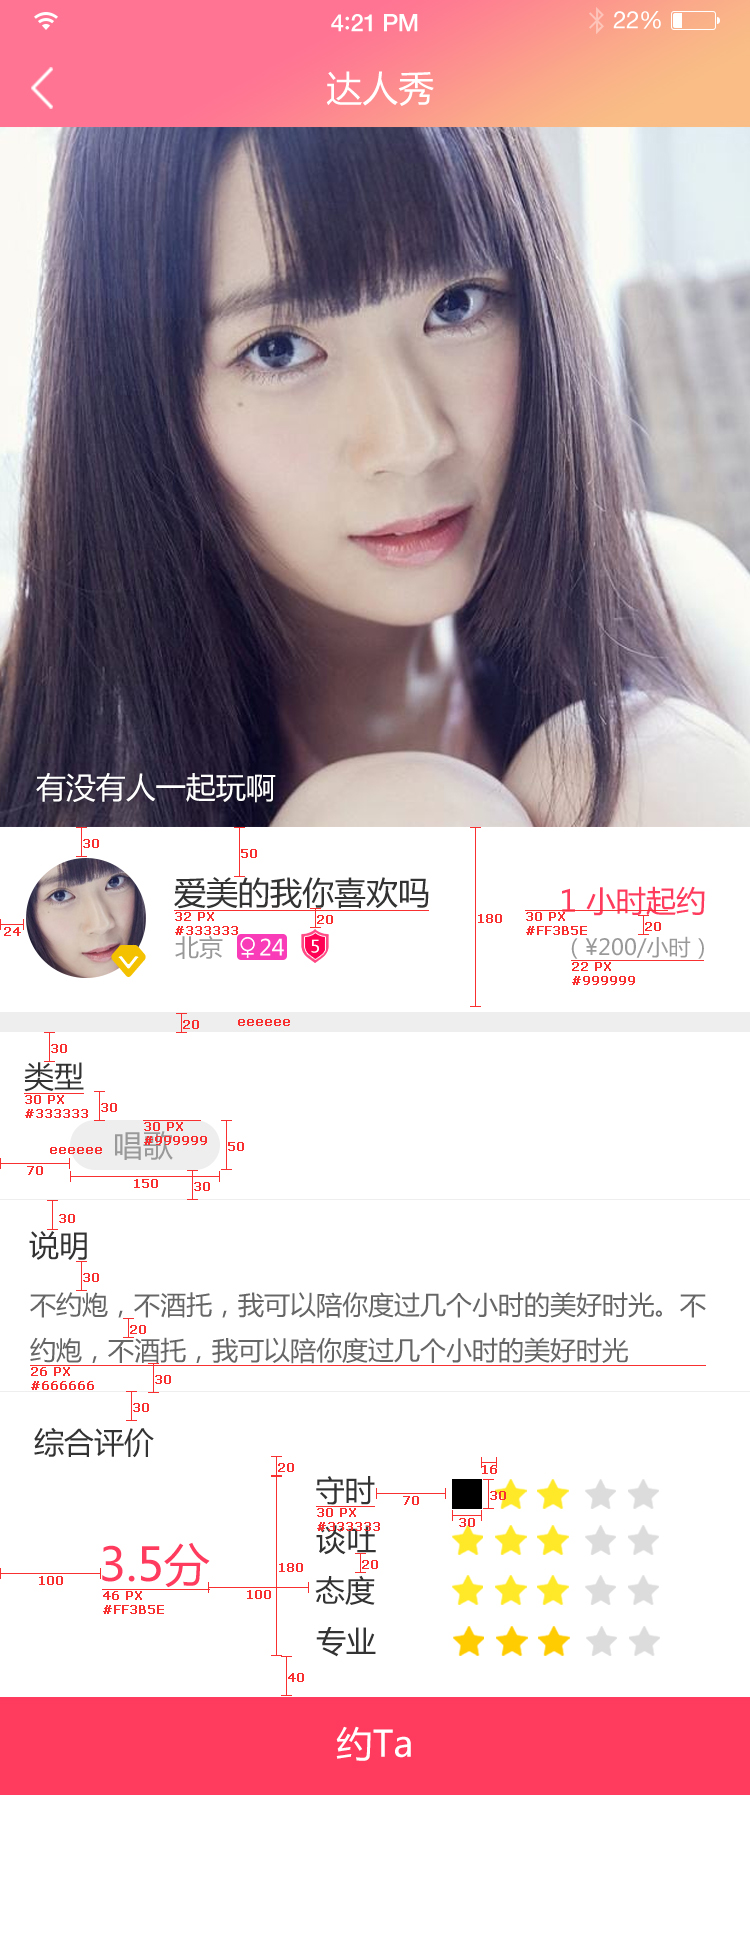 4:21 PM
22%
达人秀
有没有人一起玩啊
30
50
爱美的我你喜欢吗
1 小时起约
32 PX
20
180
30 PX
#333333
#FF3B5E
20
24
北京
♀24
5
( ¥200/小时 )
22 PX
#999999
20
eeeeee
30
类型
30 PX
#333333
30
30 PX
#999999
唱歌
eeeeee
50
70
150
30
30
说明
30
不约炮，不酒托，我可以陪你度过几个小时的美好时光。不
20
约炮，不酒托，我可以陪你度过几个小时的美好时光
26 PX
#666666
30
30
综合评价
20
16
守时
70
30
30 PX
30
#333333
谈吐
3.5分
180
20
100
46 PX
100
#FF3B5E
态度
专业
40
约Ta